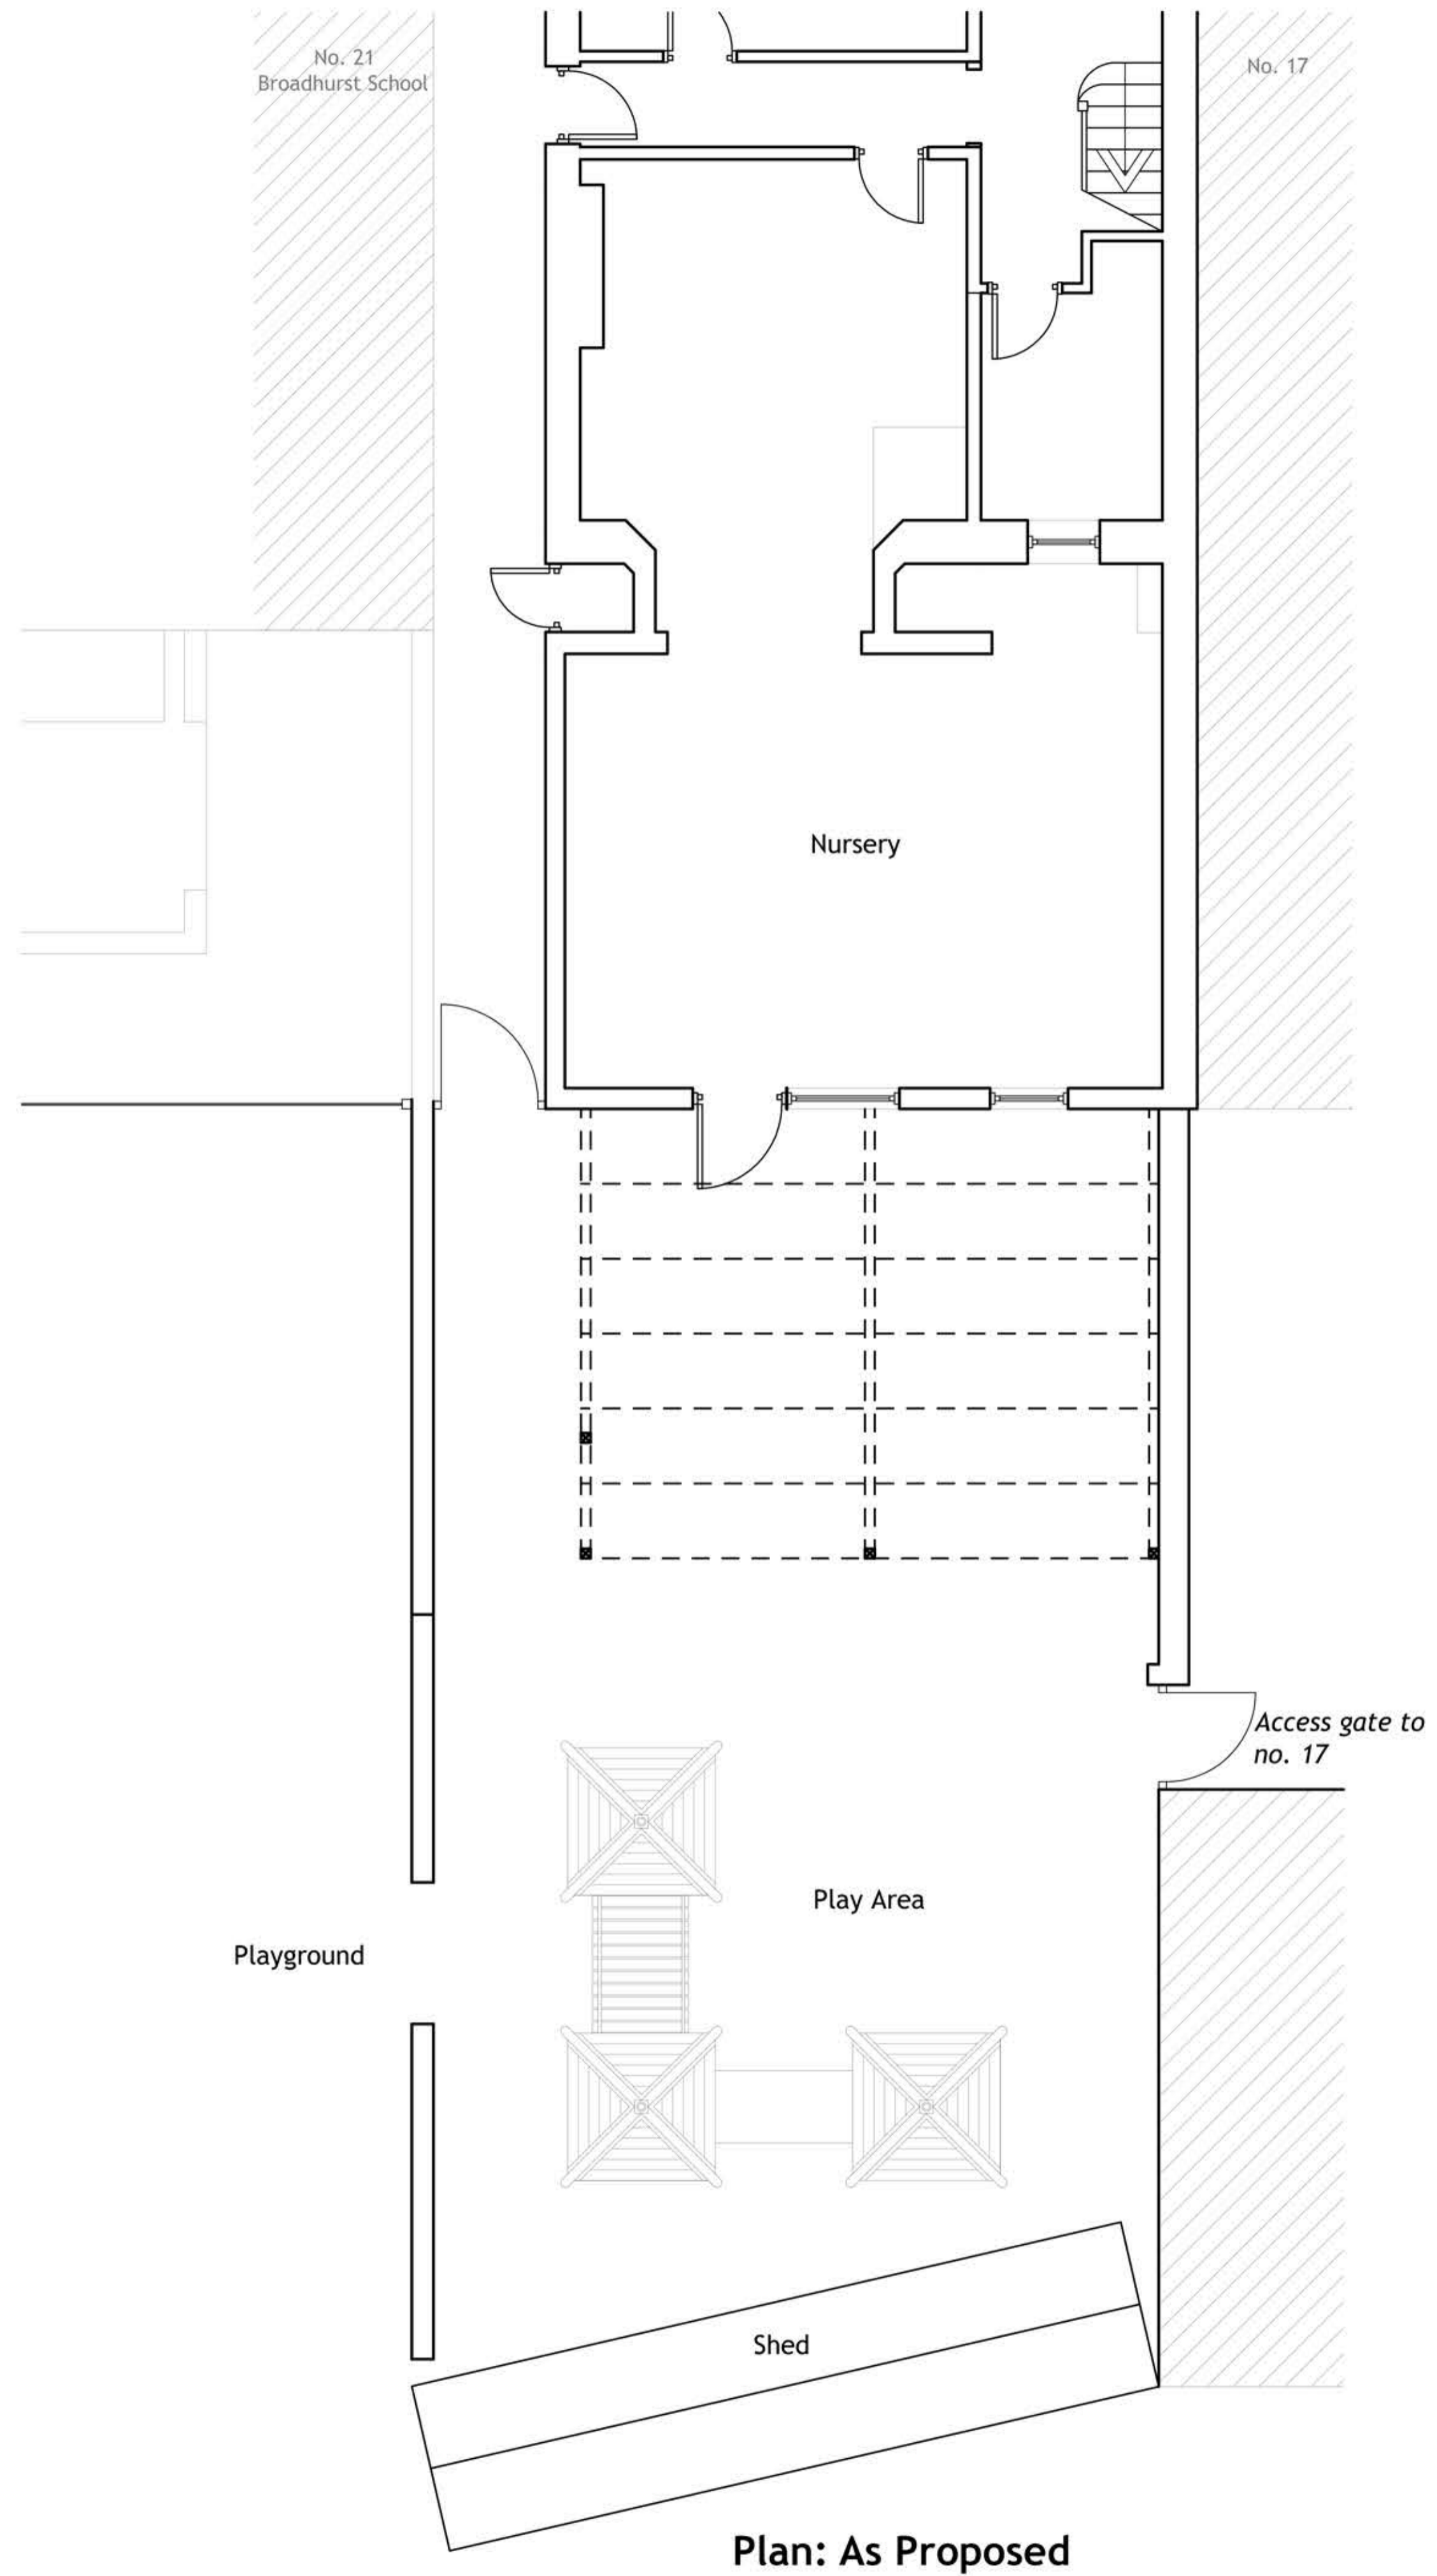 No. 21
Broadhurst School
No. 17
Nursery
Access gate to
no. 17
Play Area
Playground
Shed
Plan: As Proposed